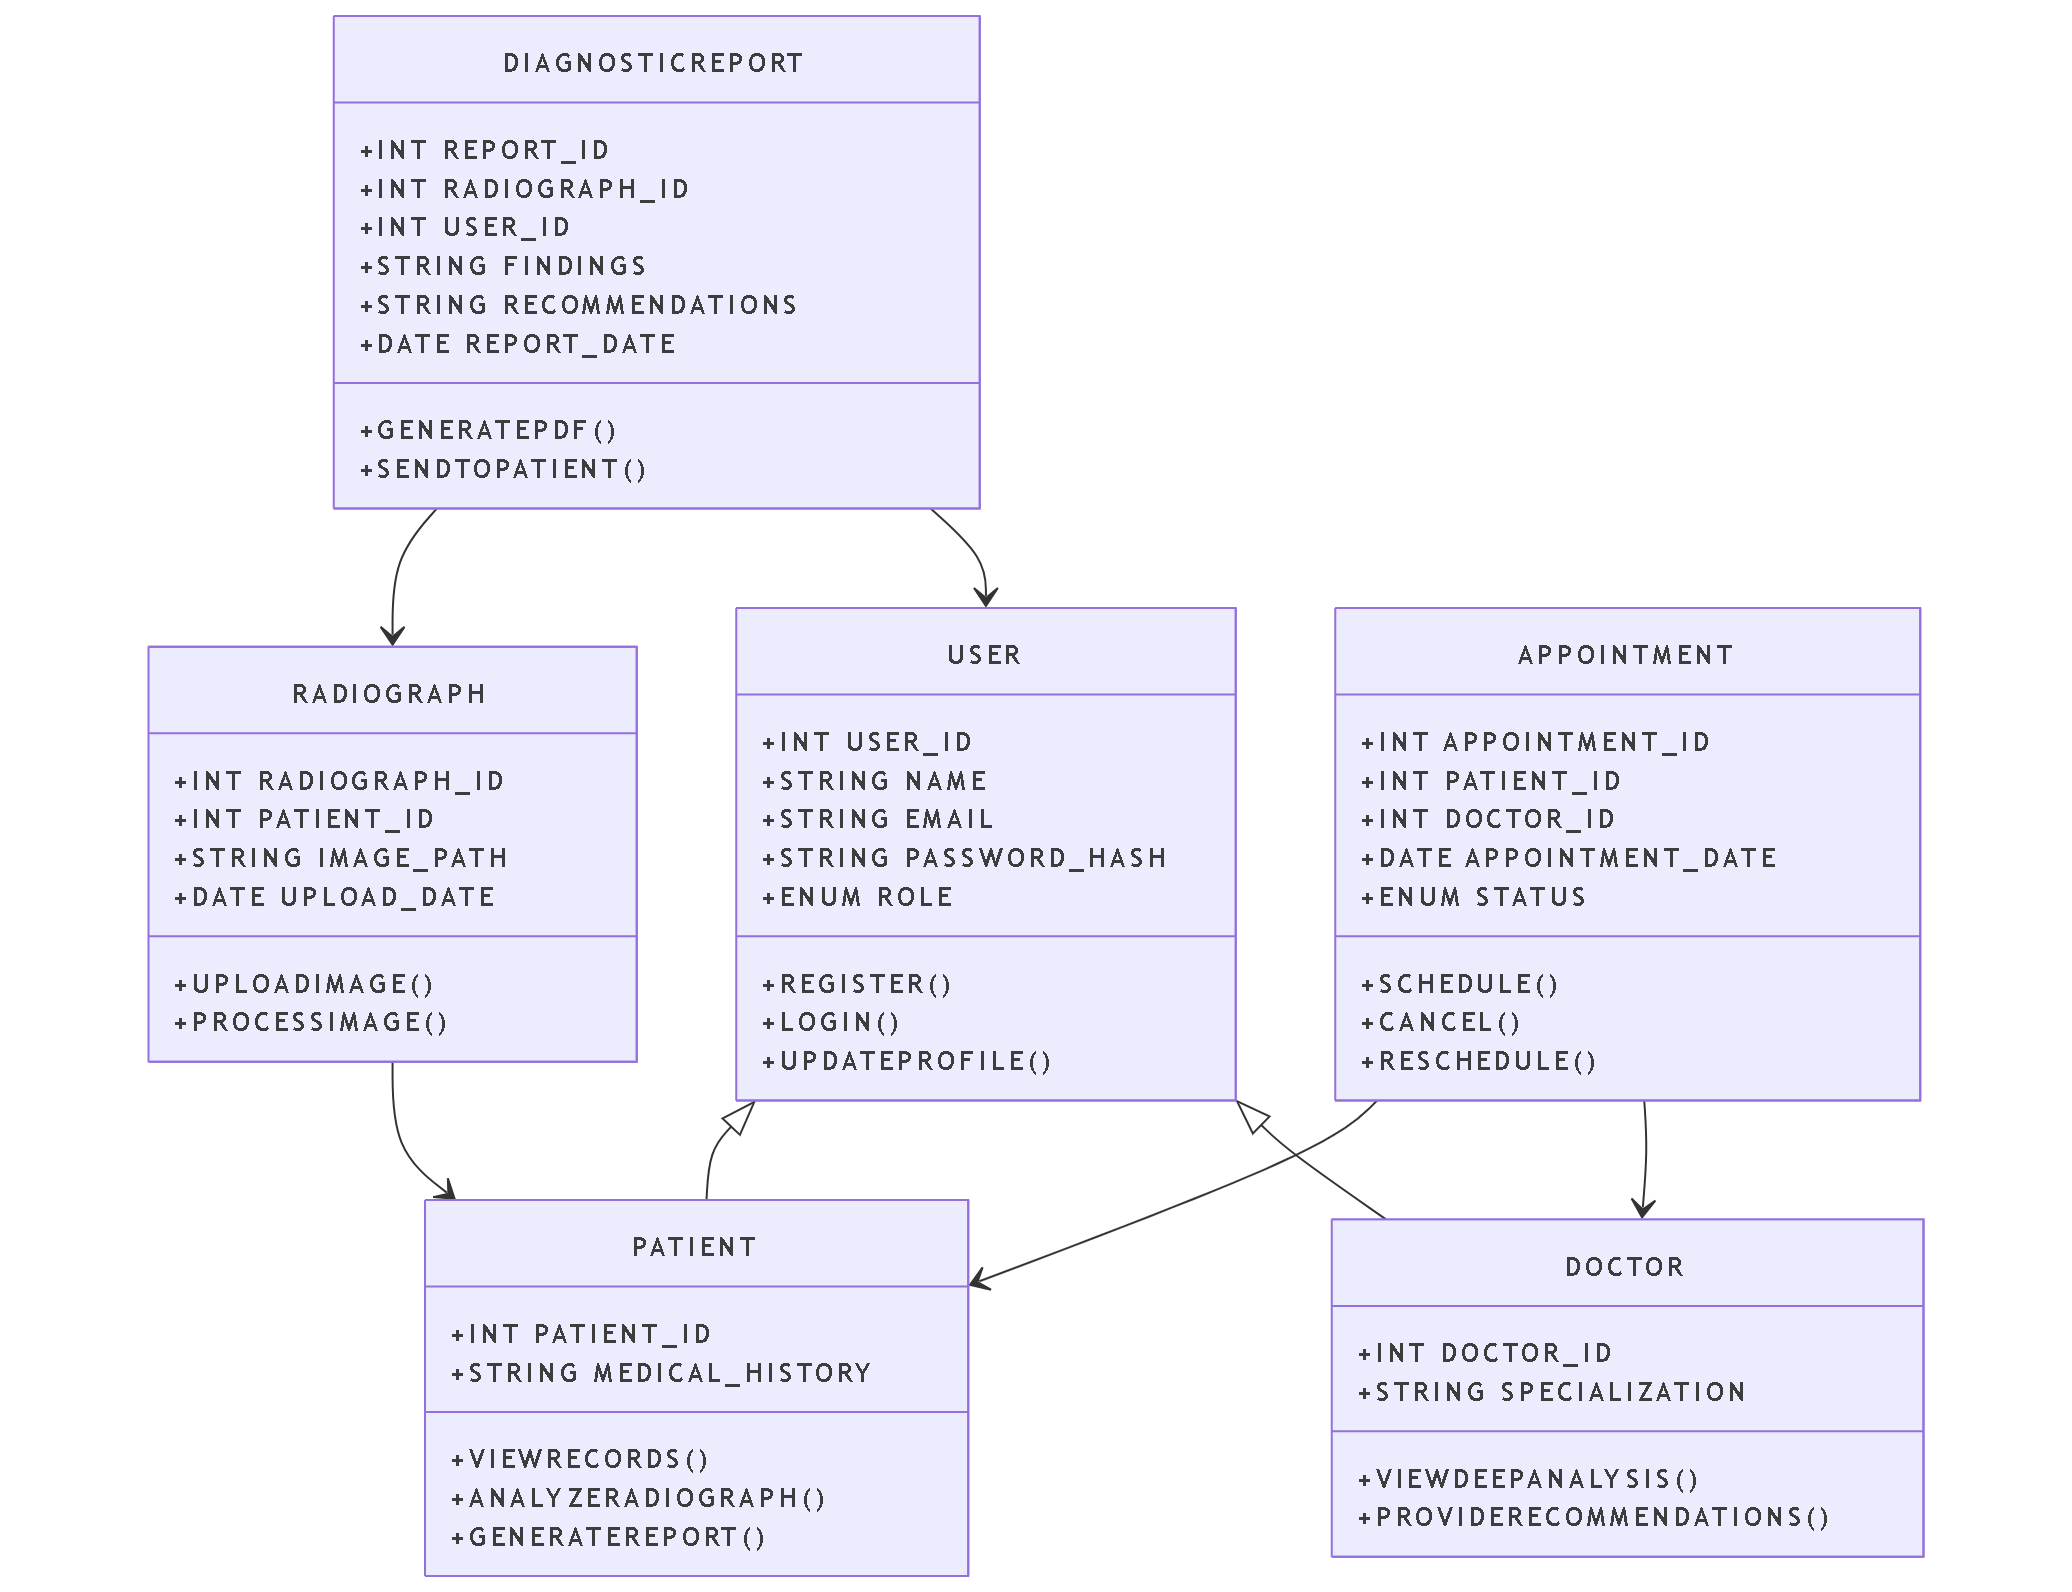 DIAGNOSTICREPORT
+INT REPORT_ID
+INT RADIOGRAPH_ID
+INT USER_ID
+STRING FINDINGS
+STRING RECOMMENDATIONS
+DATE REPORT_DATE
+GENERATEPDF()
+SENDTOPATIENT()
RADIOGRAPH
+INT RADIOGRAPH_ID
+INT PATIENT_ID
+STRING IMAGE_PATH
+DATE UPLOAD_DATE
+UPLOADIMAGE()
+PROCESSIMAGE()
USER
+INT USER_ID
+STRING NAME
+STRING EMAIL
+STRING PASSWORD_HASH
+ENUM ROLE
+REGISTER()
+LOGIN()
+UPDATEPROFILE()
APPOINTMENT
+INT APPOINTMENT_ID
+INT PATIENT_ID
+INT DOCTOR_ID
+DATE APPOINTMENT_DATE
+ENUM STATUS
+SCHEDULE()
+CANCEL()
+RESCHEDULE()
PATIENT
+INT PATIENT_ID
+STRING MEDICAL_HISTORY
+VIEWRECORDS()
+ANALYZERADIOGRAPH()
+GENERATEREPORT()
DOCTOR
+INT DOCTOR_ID
+STRING SPECIALIZATION
+VIEWDEEPANALYSIS()
+PROVIDERECOMMENDATIONS()